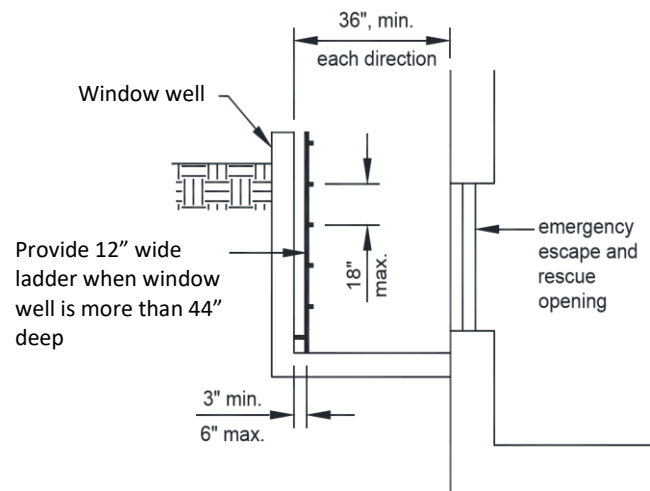 36", min.
each direction
Window well
Provide 12” wide
ladder when window
well is more than 44”
deep
18"
max.
emergency
escape and
rescue
opening
3" min.
6" max.